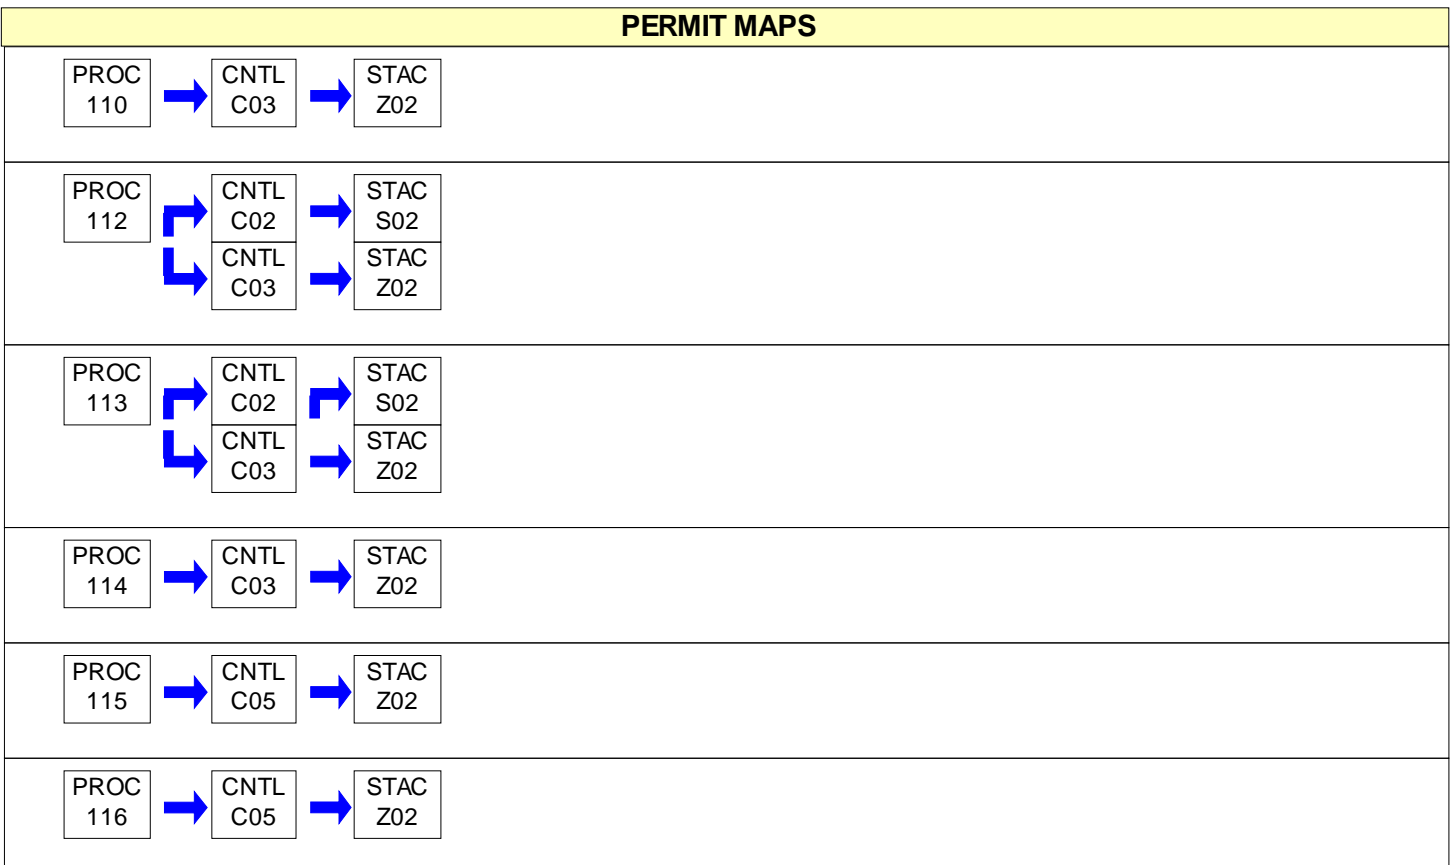 PERMIT MAPS
PROC CNTL STAC
110 C03 Z02
PROC CNTL STAC
112 C02 S02
CNTL STAC
C03 Z02
PROC CNTL STAC
113 C02 S02
CNTL STAC
C03 Z02
PROC CNTL STAC
114 C03 Z02
PROC CNTL STAC
115 C05 Z02
PROC CNTL STAC
116 C05 Z02